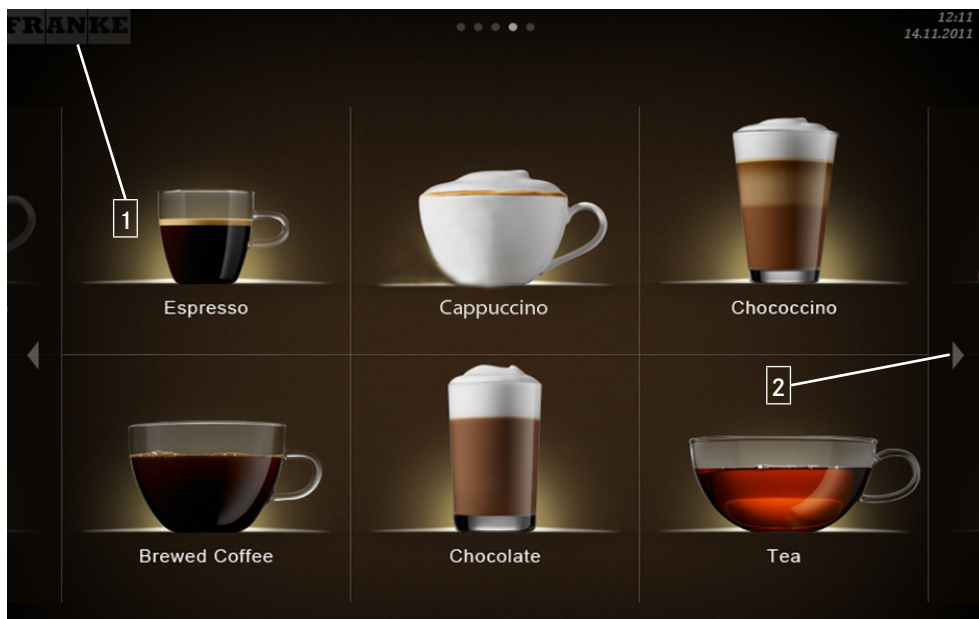 FRANKE
12:11
14.11.2011
1
Espresso
Cappuccino
Chococcino
2
Brewed Coffee
Chocolate
Tea